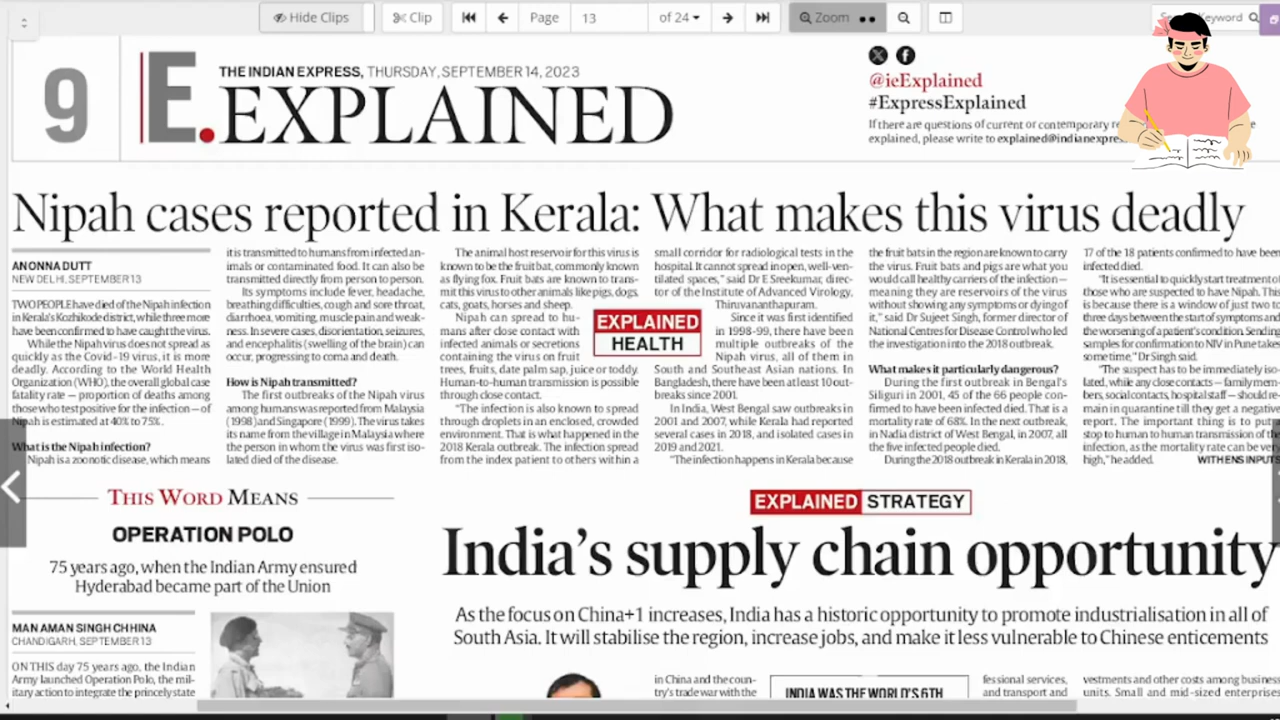 Hide Clips
Clip
Page
13
of 24
Zoom
Keyword
9
E.
THE INDIAN EXPRESS, THURSDAY, SEPTEMBER 14, 2023
EXPLAINED
@ieExplained
#ExpressExplained
If there are questions of current or contemporary
explained, please write to explained@indianexpres
Nipah cases reported in Kerala: What makes this virus deadly
ANONNA DUTT
NEW DELHI, SEPTEMBER 13
TWO PEOPLE have died of the Nipah infection
in Kerala's Kozhikode district, while three more
have been confirmed to have caught the virus.
While the Nipah virus does not spread as
quickly as the Covid-19 virus, it is more
deadly. According to the World Health
Organization (WHO), the overall global case
fatality rate — proportion of deaths among
those who test positive for the infection — of
Nipah is estimated at 40% to 75%.
What is the Nipah infection?
Nipah is a zoonotic disease, which means
it is transmitted to humans from infected an-
imals or contaminated food. It can also be
transmitted directly from person to person.
Its symptoms include fever, headache,
breathing difficulties, cough and sore throat,
diarrhoea, vomiting, muscle pain and weak-
ness. In severe cases, disorientation, seizures,
and encephalitis (swelling of the brain) can
occur, progressing to coma and death.
How is Nipah transmitted?
The first outbreaks of the Nipah virus
among humans was reported from Malaysia
(1998) and Singapore (1999). The virus takes
its name from the village in Malaysia where
the person in whom the virus was first iso-
lated died of the disease.
The animal host reservoir for this virus is
known to be the fruit bat, commonly known
as flying fox. Fruit bats are known to trans-
mit this virus to other animals like pigs, dogs,
cats, goats, horses and sheep.
Nipah can spread to hu-
mans after close contact with
infected animals or secretions
containing the virus on fruit
trees, fruits, date palm sap, juice or toddy.
Human-to-human transmission is possible
through close contact.
"The infection is also known to spread
through droplets in an enclosed, crowded
environment. That is what happened in the
2018 Kerala outbreak. The infection spread
from the index patient to others within a
EXPLAINED
HEALTH
small corridor for radiological tests in the
hospital. It cannot spread in open, well-ven-
tilated spaces," said Dr E Sreekumar, direc-
tor of the Institute of Advanced Virology,
Thiruvananthapuram.
Since it was first identified
in 1998-99, there have been
multiple outbreaks of the
Nipah virus, all of them in
South and Southeast Asian nations. In
Bangladesh, there have been at least 10 out-
breaks since 2001.
In India, West Bengal saw outbreaks in
2001 and 2007, while Kerala had reported
several cases in 2018, and isolated cases in
2019 and 2021.
"The infection happens in Kerala because
the fruit bats in the region are known to carry
the virus. Fruit bats and pigs are what you
would call healthy carriers of the infection —
meaning they are reservoirs of the virus
without showing any symptoms or dying of
it," said Dr Sujeet Singh, former director of
National Centres for Disease Control who led
the investigation into the 2018 outbreak.
What makes it particularly dangerous?
During the first outbreak in Bengal's
Siliguri in 2001, 45 of the 66 people con-
firmed to have been infected died. That is a
mortality rate of 68%. In the next outbreak,
in Nadia district of West Bengal, in 2007, all
the five infected people died.
During the 2018 outbreak in Kerala in 2018,
17 of the 18 patients confirmed to have been
infected died.
"It is essential to quickly start treatment of
those who are suspected to have Nipah. This
is because there is a window of just two to
three days between the start of symptoms and
the worsening of a patient's condition. Sending
samples for confirmation to NIV in Pune takes
some time," Dr Singh said.
"The suspect has to be immediately iso-
lated, while any close contacts — family mem-
bers, social contacts, hospital staff — should re-
main in quarantine till they get a negative
report. The important thing is to put a
stop to human to human transmission of the
infection, as the mortality rate can be very
high," he added. WITH ENS INPUTS
THIS WORD MEANS
OPERATION POLO
75 years ago, when the Indian Army ensured
Hyderabad became part of the Union
MAN AMAN SINGH CHHINA
CHANDIGARH, SEPTEMBER 13
ON THIS day 75 years ago, the Indian
Army launched Operation Polo, the mil-
itary action to integrate the princely state
EXPLAINED STRATEGY
India's supply chain opportunity
As the focus on China+1 increases, India has a historic opportunity to promote industrialisation in all of
South Asia. It will stabilise the region, increase jobs, and make it less vulnerable to Chinese enticements
in China and the coun-
try's trade war with the
INDIA WAS THE WORLD'S 6TH
fessional services,
and transport and
vestments and other costs among business
units. Small and mid-sized enterprises